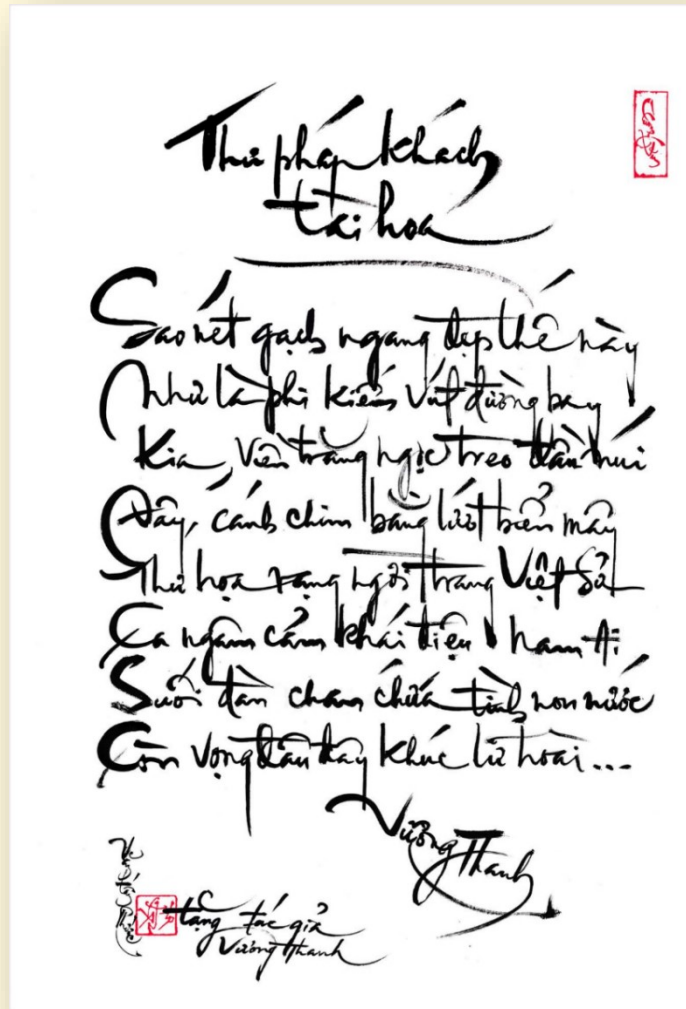 Thư pháp khách
tài hoa
Sao nét gạch ngang đẹp thế này
Như là phi kiếm vút đường bay
Kia, viên trăng ngọc treo đầu núi
Đây, cánh chim bằng lướt biển mây
Thư họa rạng ngời trang Việt Sử
Ca ngâm cảm khái điệu Nam Ai
Suối đàn chan chứa tình non nước
Còn vọng đâu đây khúc lữ hoài...
Vương Thanh
tặng tác giả
Vương Thanh